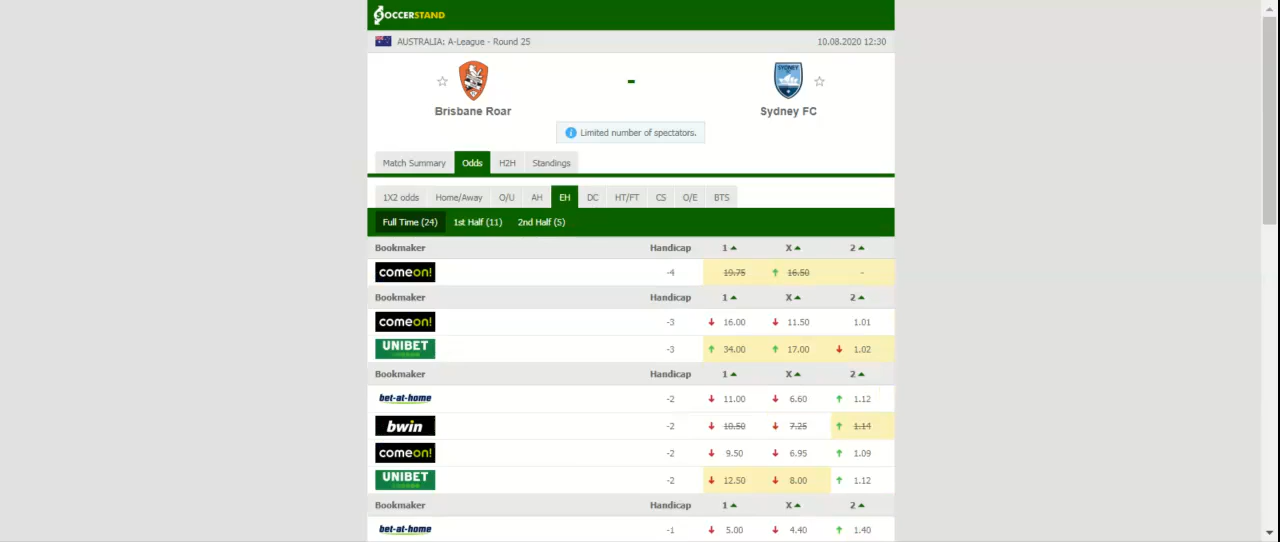 SOCCERSTAND
AUSTRALIA: A-League - Round 25 10.08.2020 12:30
-
Brisbane Roar Sydney FC
Limited number of spectators.
Match Summary Odds H2H Standings
1X2 odds Home/Away O/U AH EH DC HT/FT CS O/E BTS
Full Time (24) 1st Half (11) 2nd Half (5)
Bookmaker Handicap 1 X 2
comeon! -4 19.75 16.50 -
Bookmaker Handicap 1 X 2
comeon! -3 16.00 11.50 1.01
UNIBET -3 34.00 17.00 1.02
Bookmaker Handicap 1 X 2
bet-at-home -2 11.00 6.60 1.12
bwin -2 10.50 7.25 1.14
comeon! -2 9.50 6.95 1.09
UNIBET -2 12.50 8.00 1.12
Bookmaker Handicap 1 X 2
bet-at-home -1 5.00 4.40 1.40